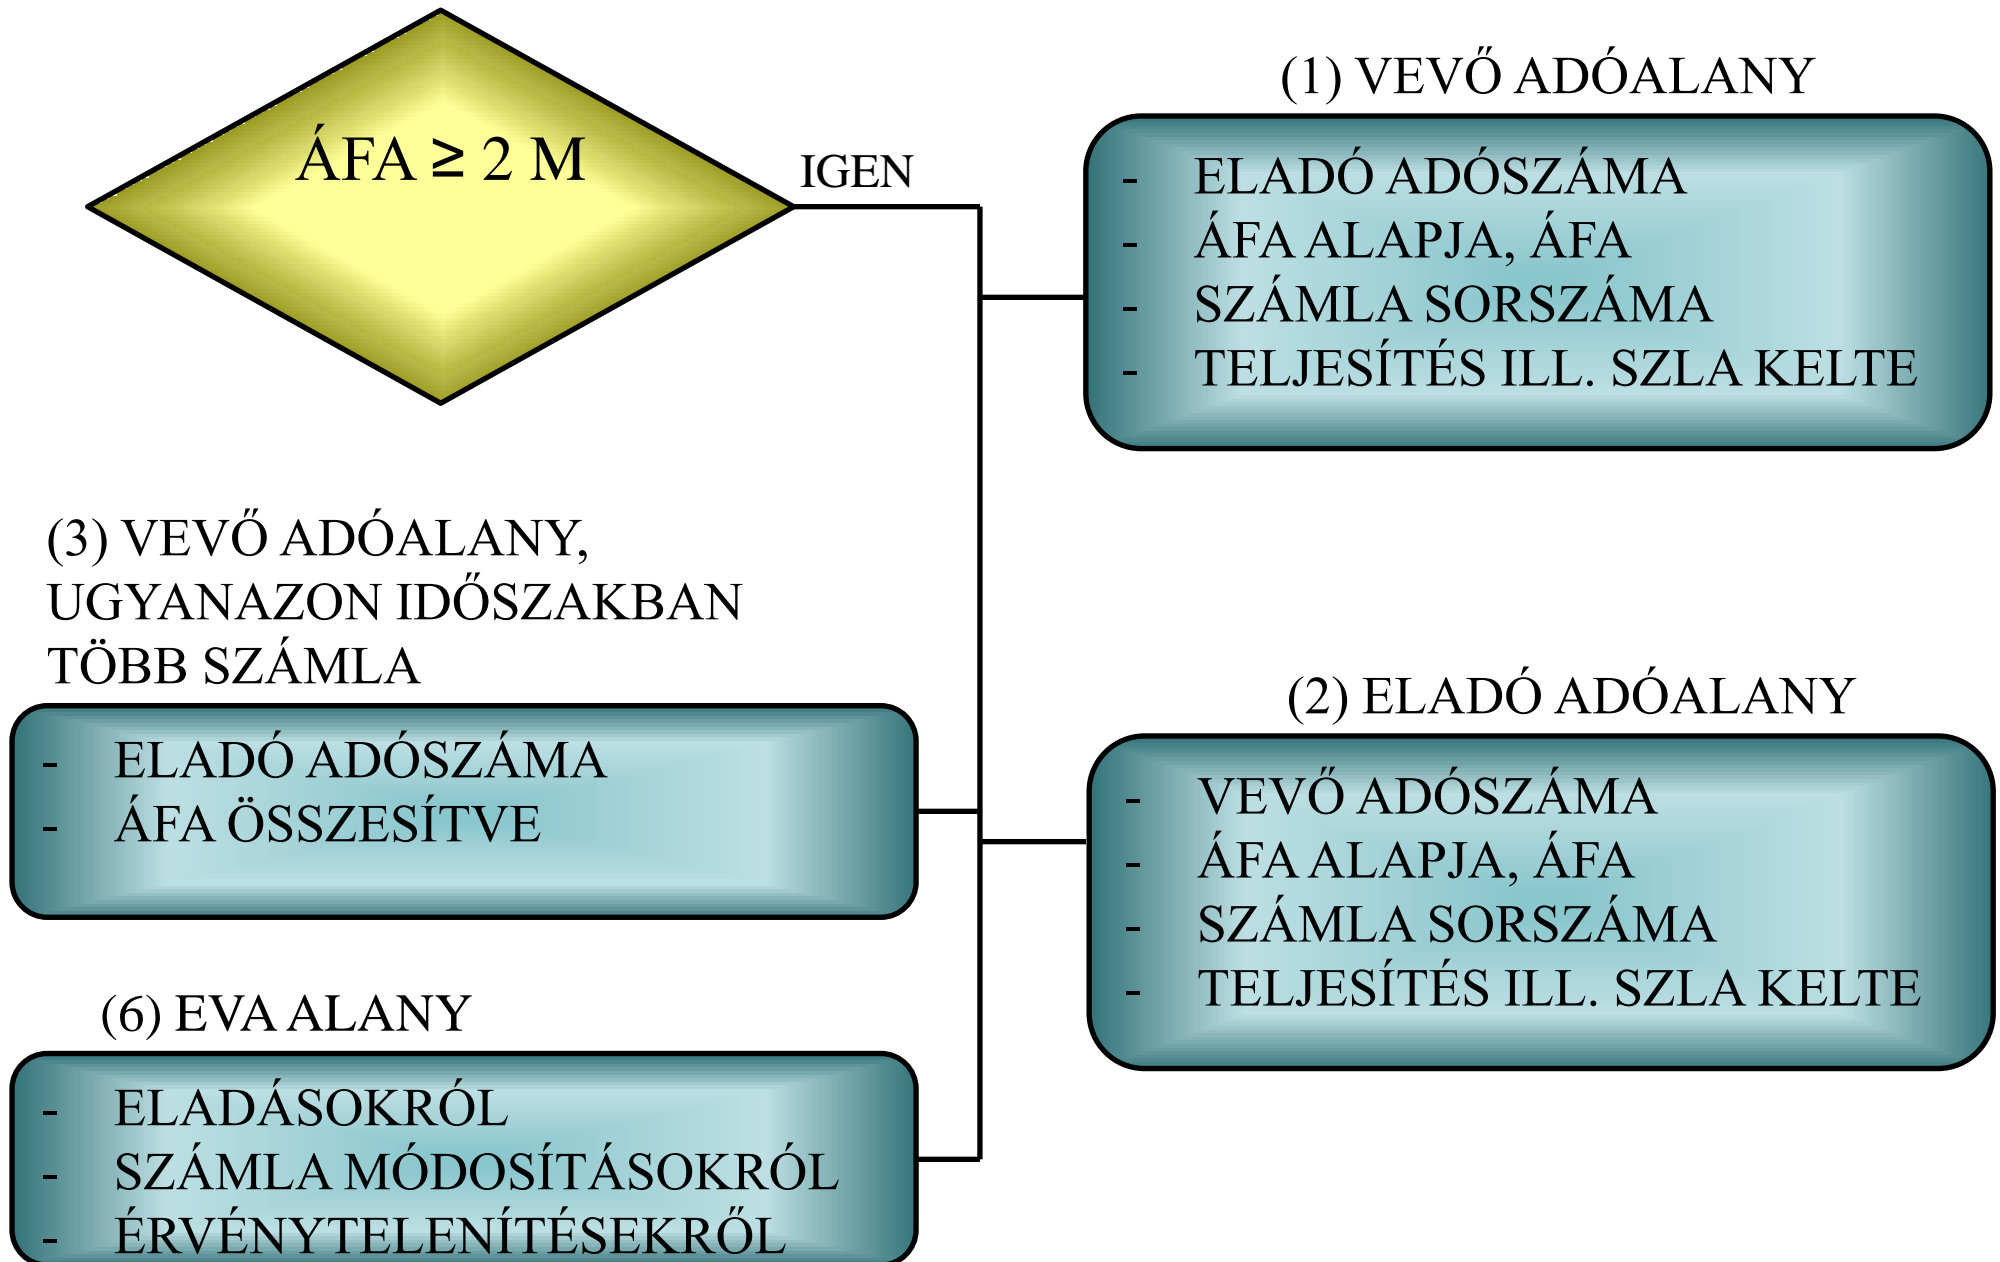 ÁFA ≥ 2 M
IGEN
(1) VEVŐ ADÓALANY
- ELADÓ ADÓSZÁMA
- ÁFA ALAPJA, ÁFA
- SZÁMLA SORSZÁMA
- TELJESÍTÉS ILL. SZLA KELTE
(3) VEVŐ ADÓALANY,
UGYANAZON IDŐSZAKBAN
TÖBB SZÁMLA
- ELADÓ ADÓSZÁMA
- ÁFA ÖSSZESÍTVE
(2) ELADÓ ADÓALANY
- VEVŐ ADÓSZÁMA
- ÁFA ALAPJA, ÁFA
- SZÁMLA SORSZÁMA
- TELJESÍTÉS ILL. SZLA KELTE
(6) EVA ALANY
- ELADÁSOKRÓL
- SZÁMLA MÓDOSÍTÁSOKRÓL
- ÉRVÉNYTELENÍTÉSEKRŐL